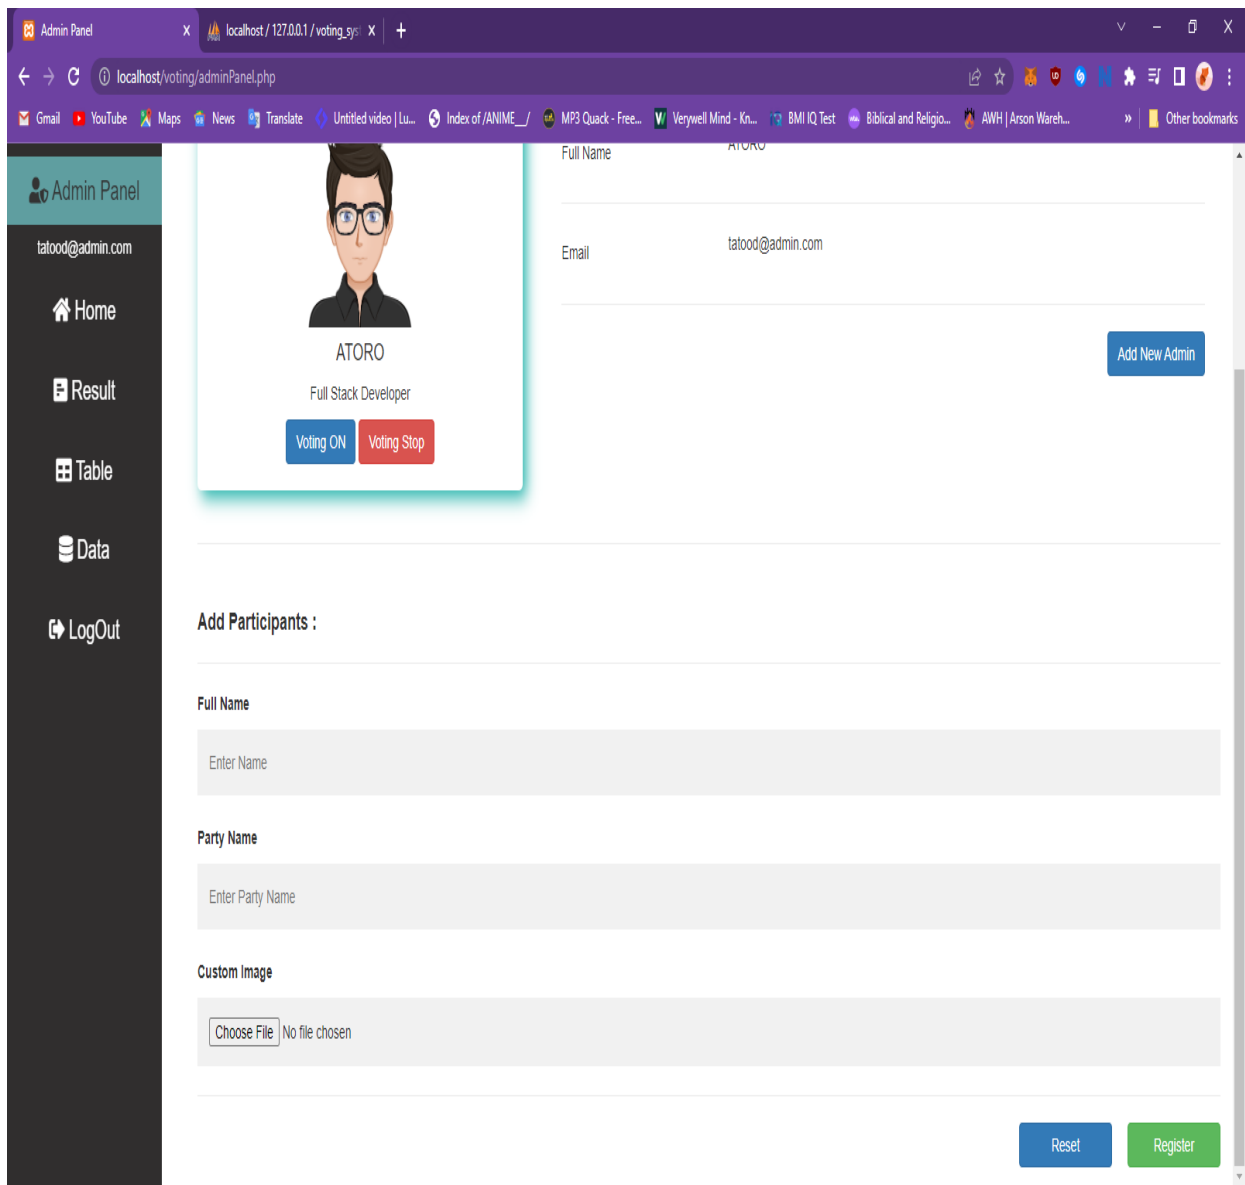 Admin Panel
localhost / 127.0.0.1 / voting_sys
localhost/voting/adminPanel.php
Gmail YouTube Maps News Translate Untitled video | Lu... Index of /ANIME__/ MP3 Quack - Free... Verywell Mind - Kn... BMI IQ Test Biblical and Religio... AWH | Arson Wareh... » Other bookmarks
Admin Panel
tatood@admin.com
Home
Result
Table
Data
LogOut
ATORO
Full Stack Developer
Voting ON Voting Stop
Full Name ATORO
Email tatood@admin.com
Add New Admin
Add Participants :
Full Name
Enter Name
Party Name
Enter Party Name
Custom Image
Choose File No file chosen
Reset Register